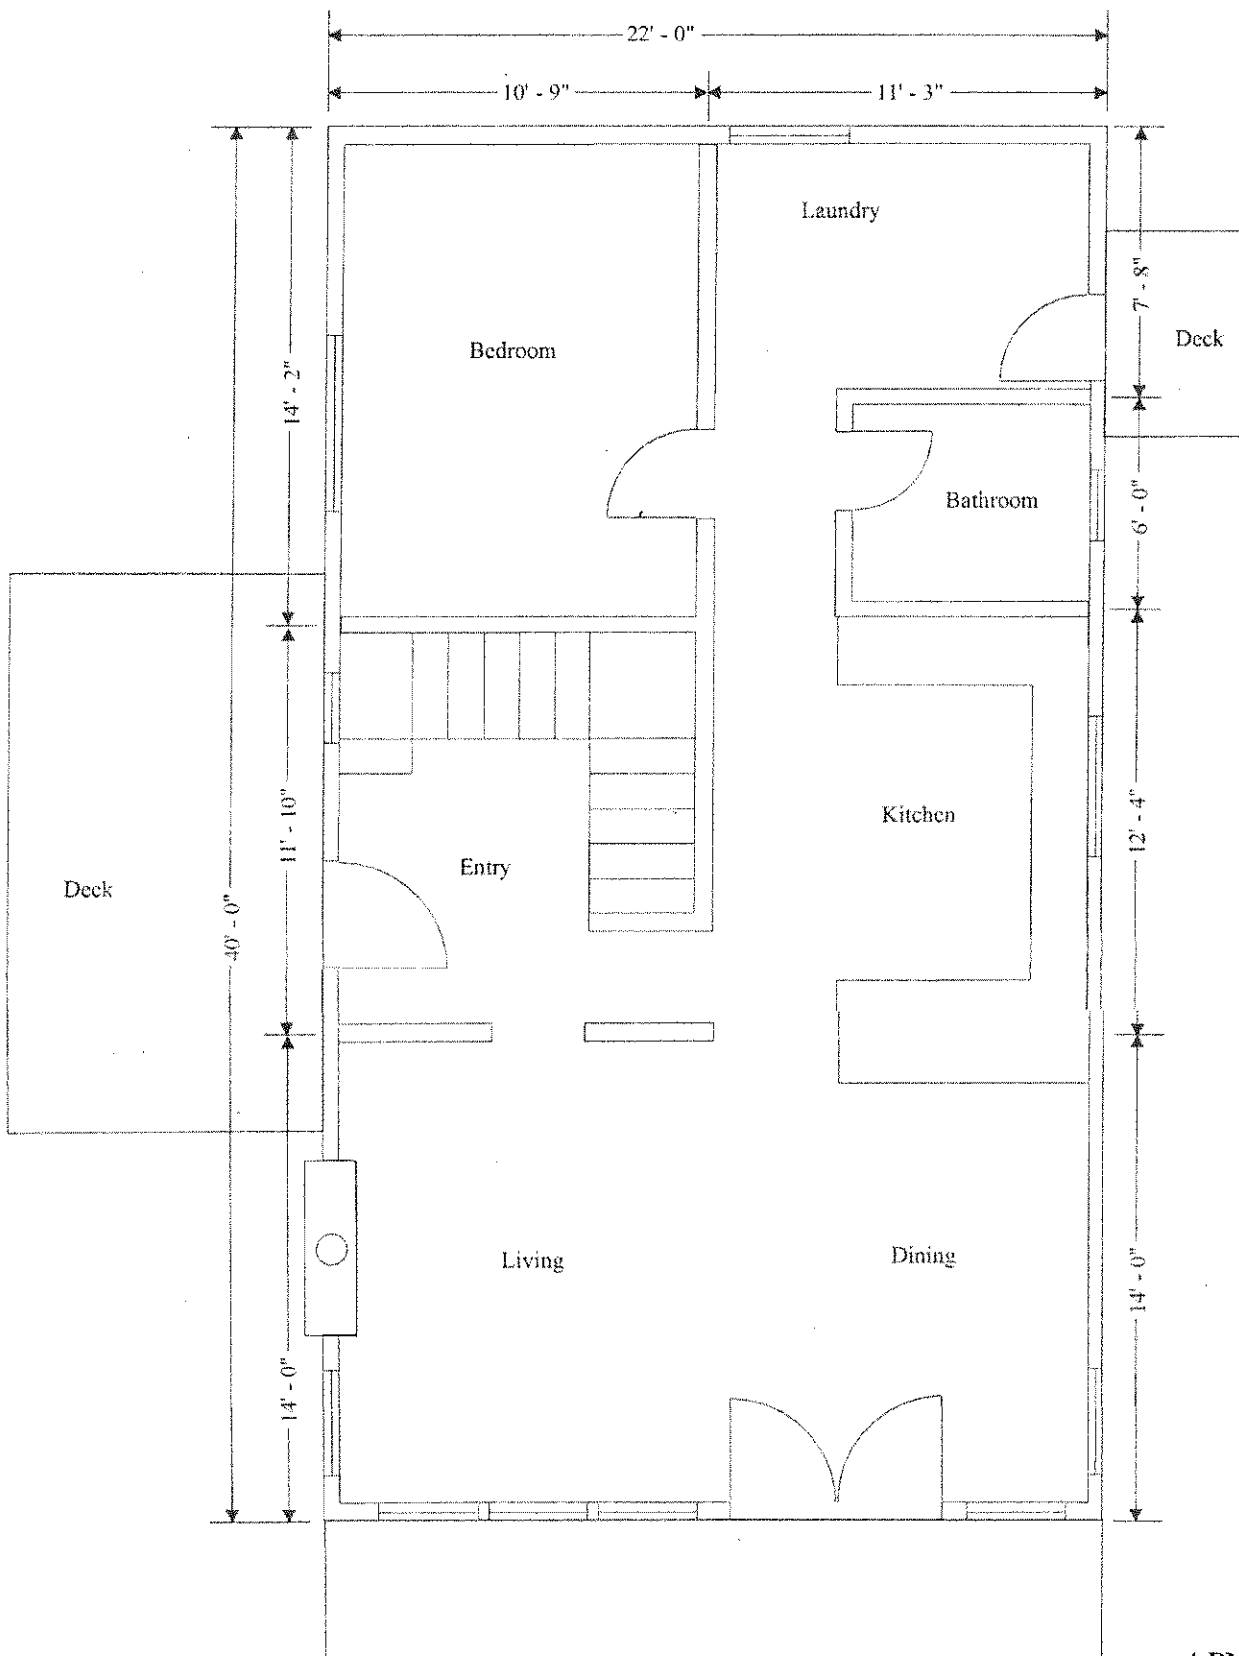 22' - 0"
10' - 9"
11' - 3"
Laundry
7' - 8"
Deck
Bedroom
14' - 2"
Bathroom
6' - 0"
11' - 10"
Kitchen
12' - 4"
Entry
Deck
40' - 0"
Living
Dining
14' - 0"
14' - 0"